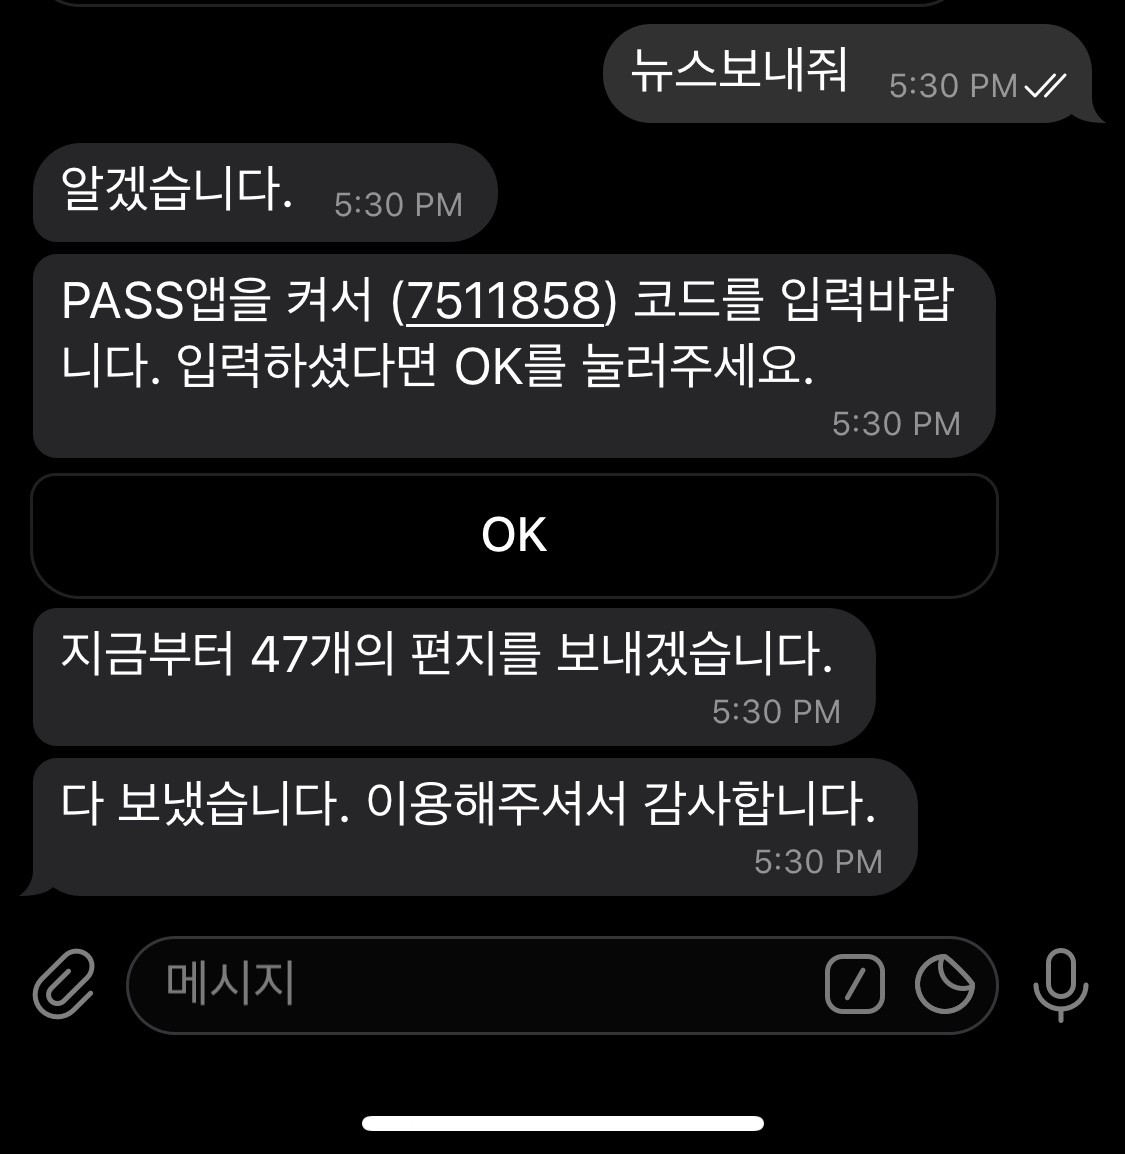 뉴스보내줘 5:30 PM
알겠습니다. 5:30 PM
PASS앱을 켜서 (7511858) 코드를 입력바랍
니다. 입력하셨다면 OK를 눌러주세요.
5:30 PM
OK
지금부터 47개의 편지를 보내겠습니다.
5:30 PM
다 보냈습니다. 이용해주셔서 감사합니다.
5:30 PM
메시지